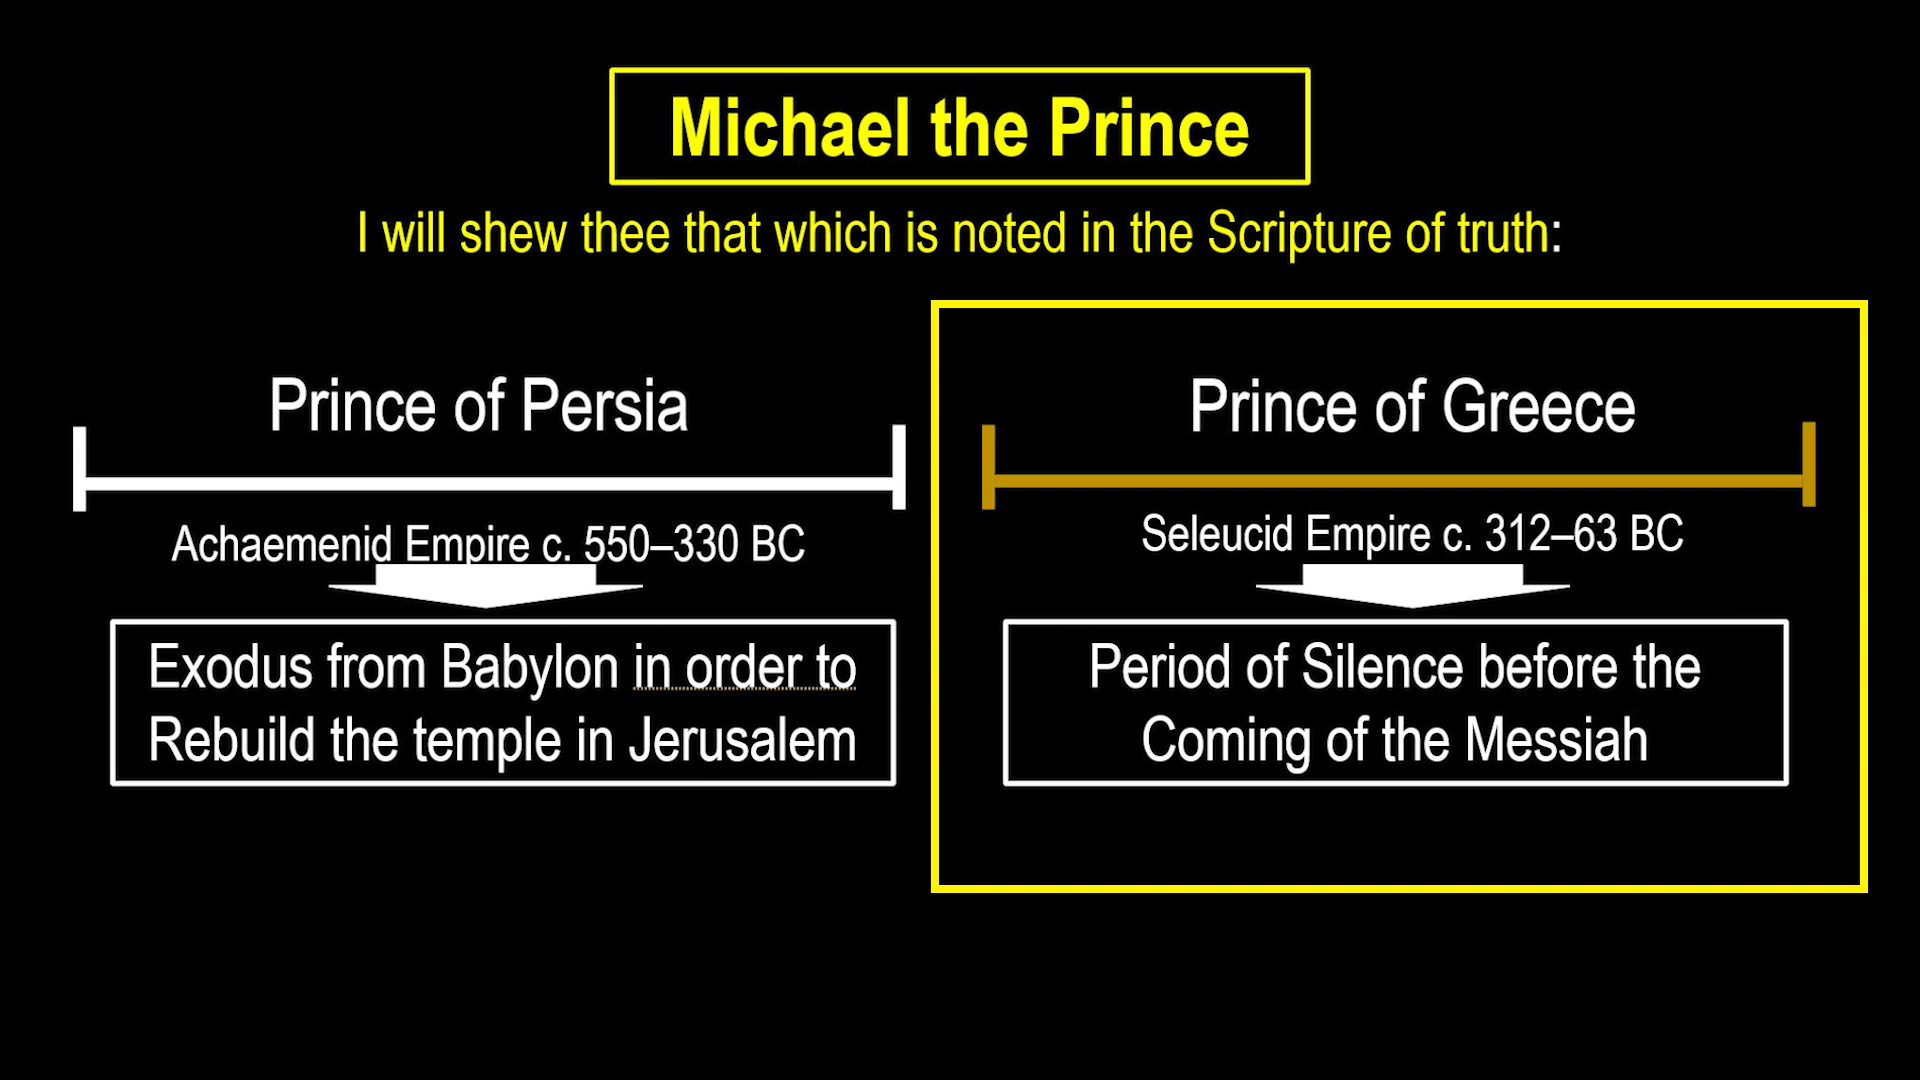 Michael the Prince
I will shew thee that which is noted in the Scripture of truth:
Prince of Persia
Achaemenid Empire c. 550–330 BC
Exodus from Babylon in order to
Rebuild the temple in Jerusalem
Prince of Greece
Seleucid Empire c. 312–63 BC
Period of Silence before the
Coming of the Messiah